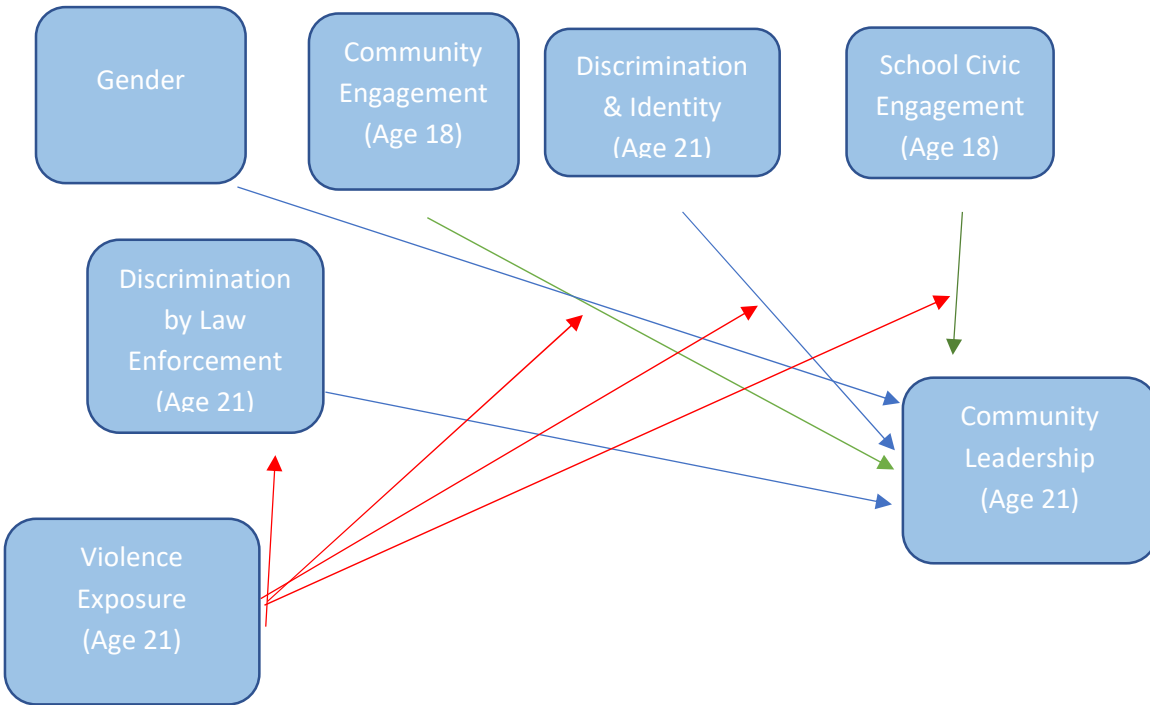 Gender
Community
Engagement
(Age 18)
Discrimination
& Identity
(Age 21)
School Civic
Engagement
(Age 18)
Discrimination
by Law
Enforcement
(Age 21)
Community
Leadership
(Age 21)
Violence
Exposure
(Age 21)